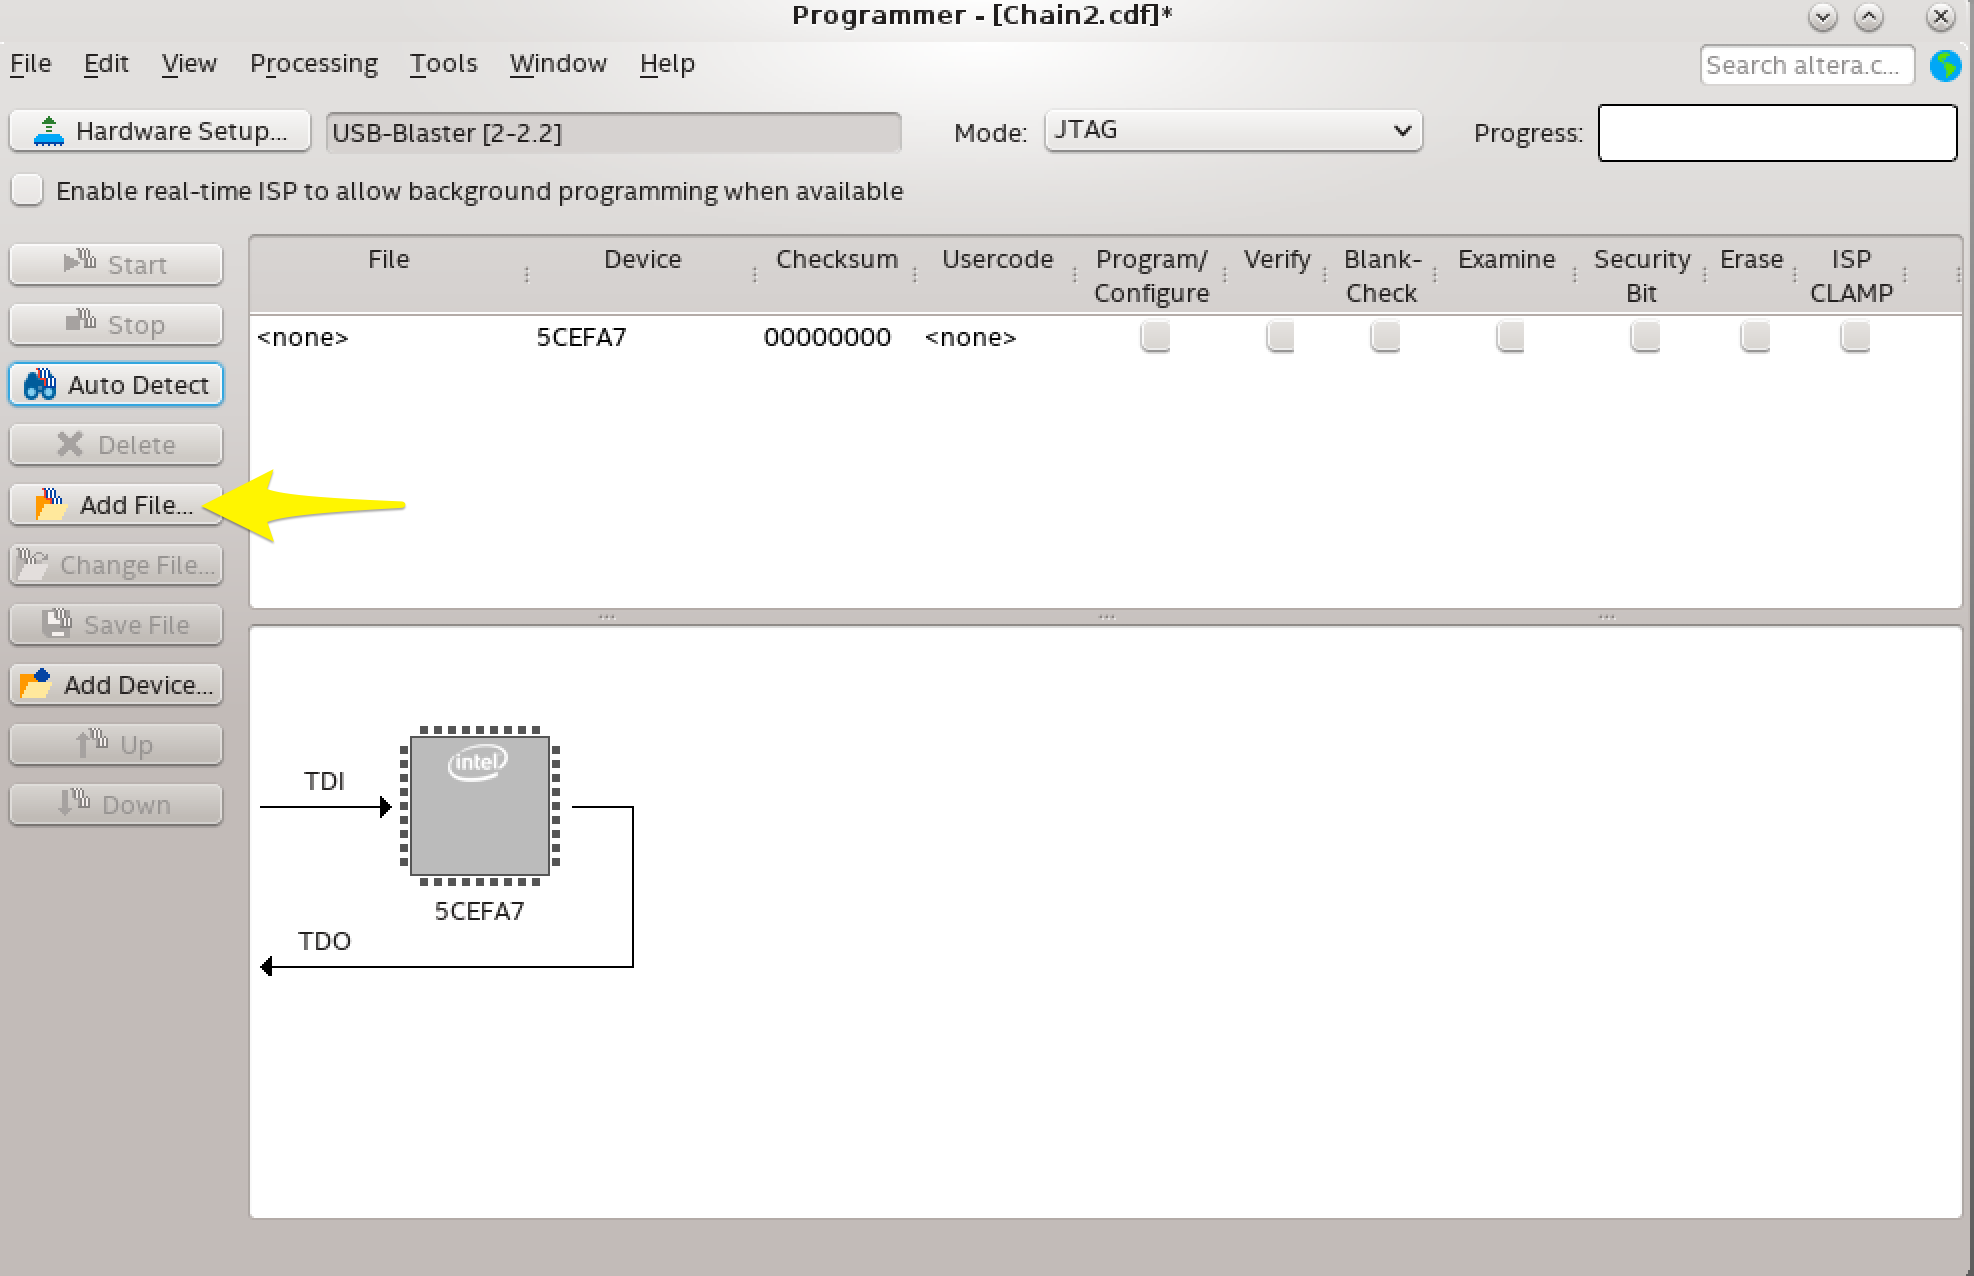 Programmer - [Chain2.cdf]*
File Edit View Processing Tools Window Help Search altera.c...
Hardware Setup... USB-Blaster [2-2.2] Mode: JTAG Progress:
Enable real-time ISP to allow background programming when available
Start
Stop
Auto Detect
Delete
Add File...
Change File...
Save File
Add Device...
Up
Down
File Device Checksum Usercode Program/ Verify Blank- Examine Security Erase ISP
Configure Check Bit CLAMP
<none> 5CEFA7 00000000 <none>
intel
TDI
5CEFA7
TDO